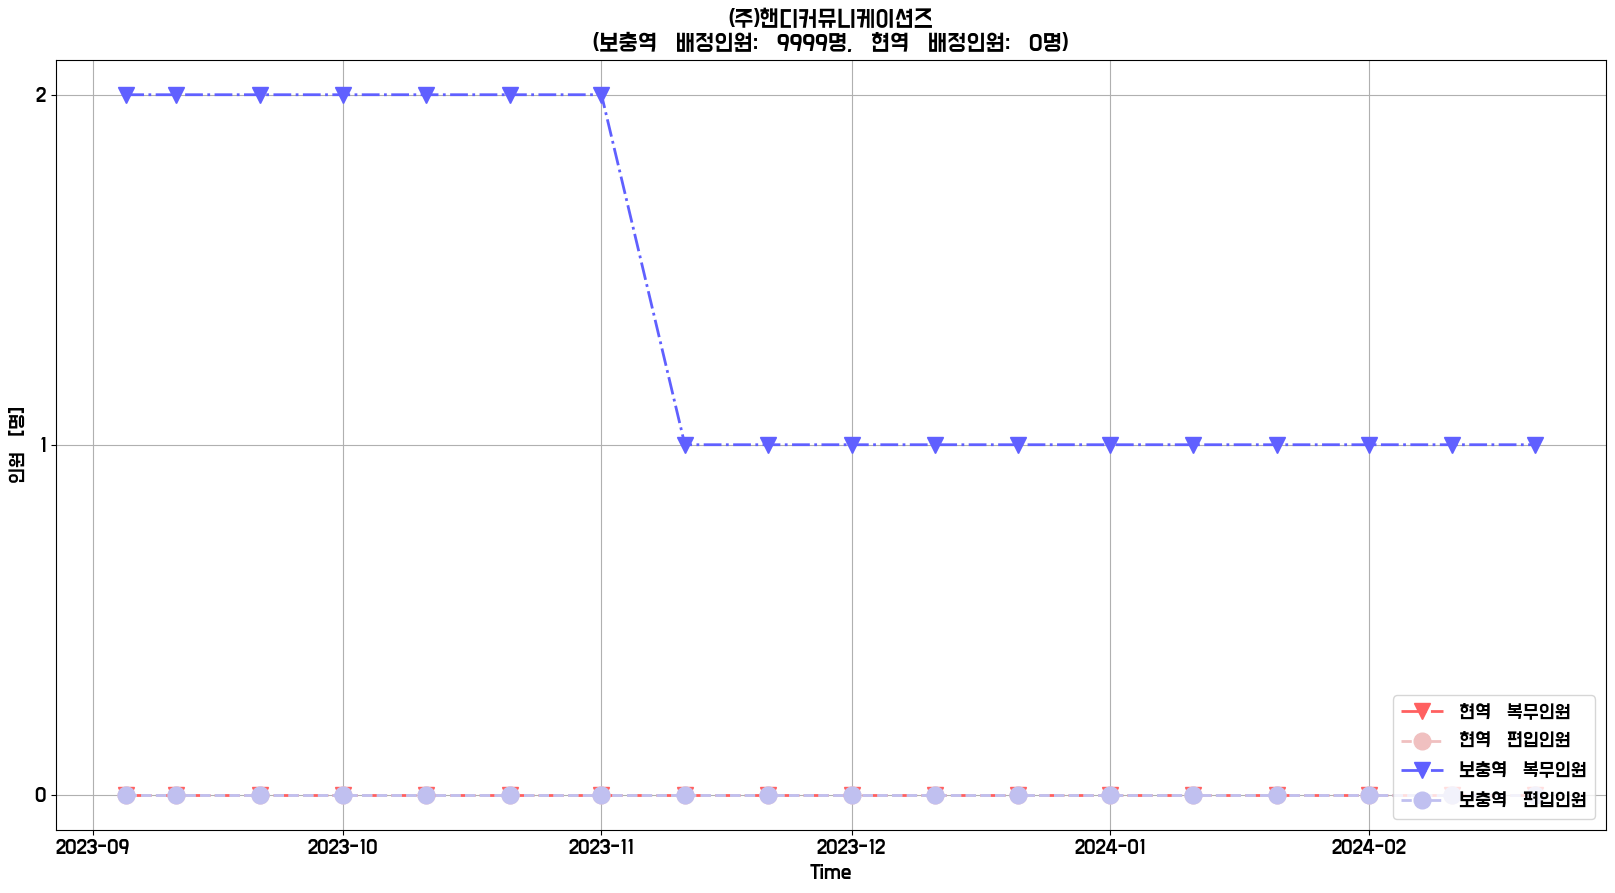 (주)핸디커뮤니케이션즈
(보충역 배정인원: 9999명, 현역 배정인원: 0명)
인원 [명]
2
1
0
현역 복무인원
현역 편입인원
보충역 복무인원
보충역 편입인원
2023-09 2023-10 2023-11 2023-12 2024-01 2024-02
Time